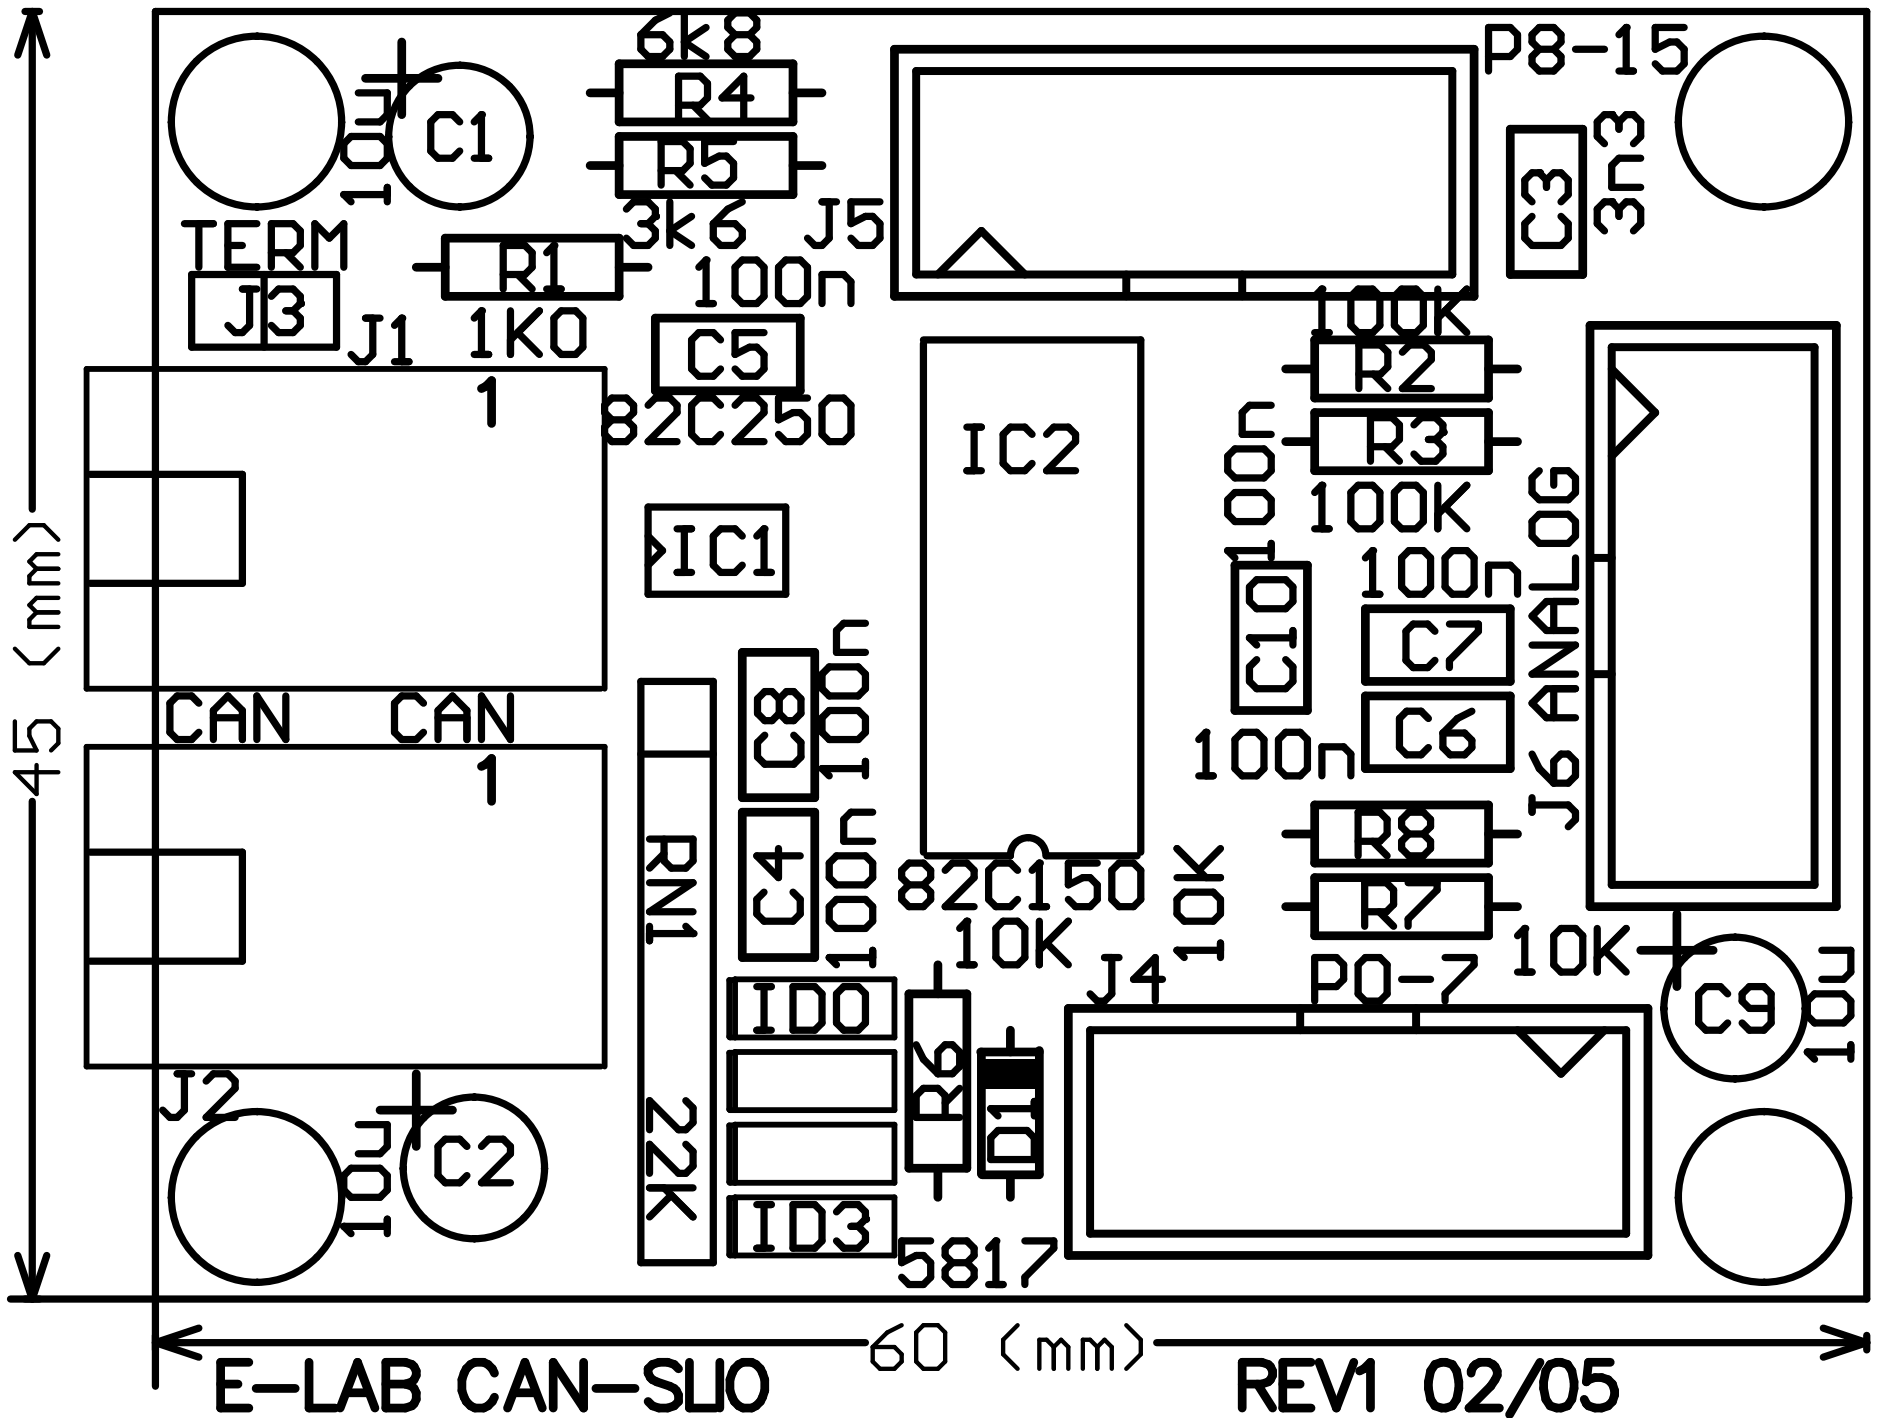 6k8
P8-15
R4
10u
C1
R5
3n3
C3
3k6
J5
TERM
R1
100n
J3
J1
1K0
100K
C5
R2
1
82C250
IC2
R3
100n
100K
IC1
100n
C10
C7
J6 ANALOG
45 (mm)
C8
100n
CAN
CAN
C6
100n
1
R8
RN1
C4
100n
82C150
10K
R7
10K
10K
J4
P0-7
ID0
C9
10u
R6
D1
J2
10u
C2
22K
ID3
5817
60 (mm)
E-LAB CAN-SLIO
REV1 02/05